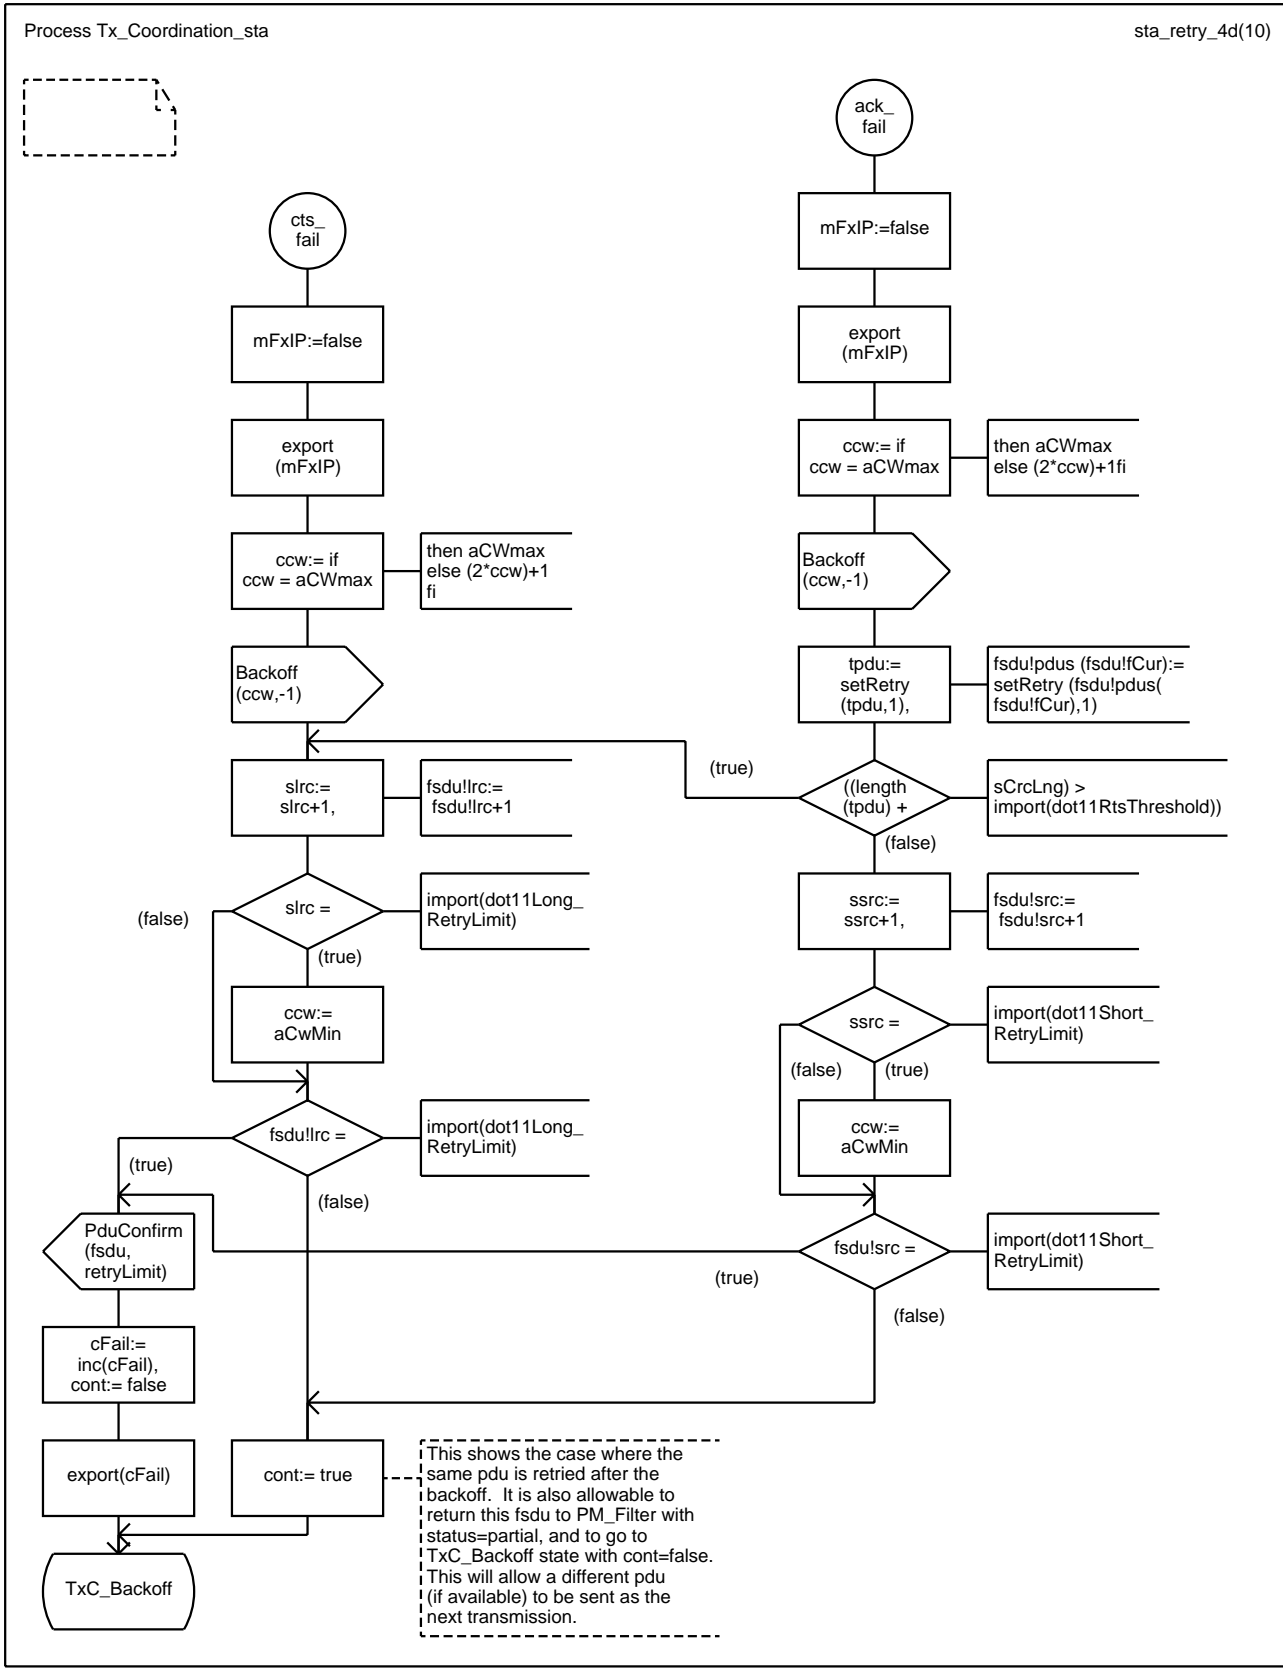 Process Tx_Coordination_sta
sta_retry_4d(10)
ack_
fail
mFxIP:=false
export
(mFxIP)
ccw:= if
ccw = aCWmax
then aCWmax
else (2*ccw)+1fi
Backoff
(ccw,-1)
tpdu:=
setRetry
(tpdu,1),
fsdu!pdus (fsdu!fCur):=
setRetry (fsdu!pdus(
fsdu!fCur),1)
(true)
((length
(tpdu) +
sCrcLng) >
import(dot11RtsThreshold))
(false)
ssrc:=
ssrc+1,
fsdu!src:=
fsdu!src+1
ssrc =
import(dot11Short_
RetryLimit)
(false)
(true)
ccw:=
aCwMin
fsdu!src =
import(dot11Short_
RetryLimit)
(true)
(false)
cts_
fail
mFxIP:=false
export
(mFxIP)
ccw:= if
ccw = aCWmax
then aCWmax
else (2*ccw)+1
fi
Backoff
(ccw,-1)
slrc:=
slrc+1,
fsdu!lrc:=
fsdu!lrc+1
(false)
slrc =
import(dot11Long_
RetryLimit)
(true)
ccw:=
aCwMin
fsdu!lrc =
import(dot11Long_
RetryLimit)
(true)
(false)
PduConfirm
(fsdu,
retryLimit)
cFail:=
inc(cFail),
cont:= false
export(cFail)
cont:= true
This shows the case where the
same pdu is retried after the
backoff.  It is also allowable to
return this fsdu to PM_Filter with
status=partial, and to go to
TxC_Backoff state with cont=false.
This will allow a different pdu
(if available) to be sent as the
next transmission.
TxC_Backoff